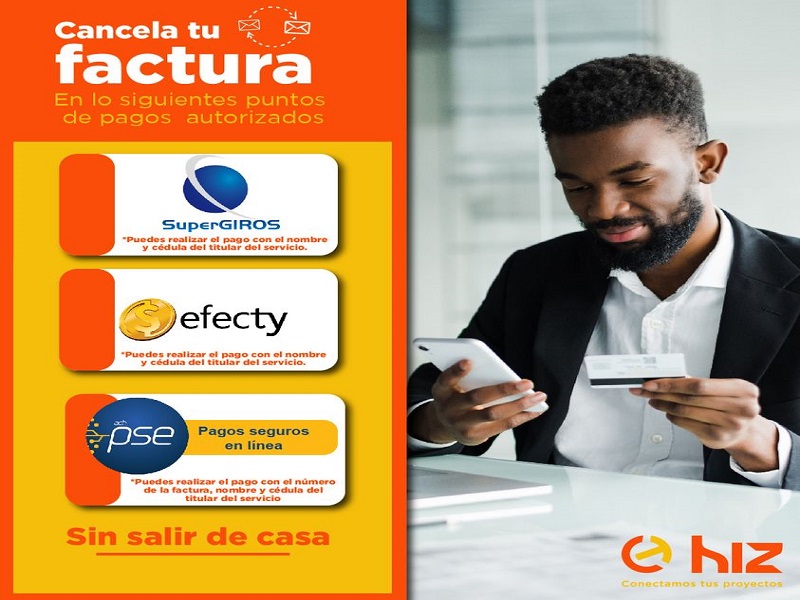 Cancela tu
factura
En lo siguientes puntos
de pagos autorizados
SuperGIROS
*Puedes realizar el pago con el nombre
y cédula del titular del servicio.
efecty
*Puedes realizar el pago con el nombre
y cédula del titular del servicio.
ach
pse
Pagos seguros
en línea
*Puedes realizar el pago con el número
de la factura, nombre y cédula del
titular del servicio
Sin salir de casa
hiz
Conectamos tus proyectos